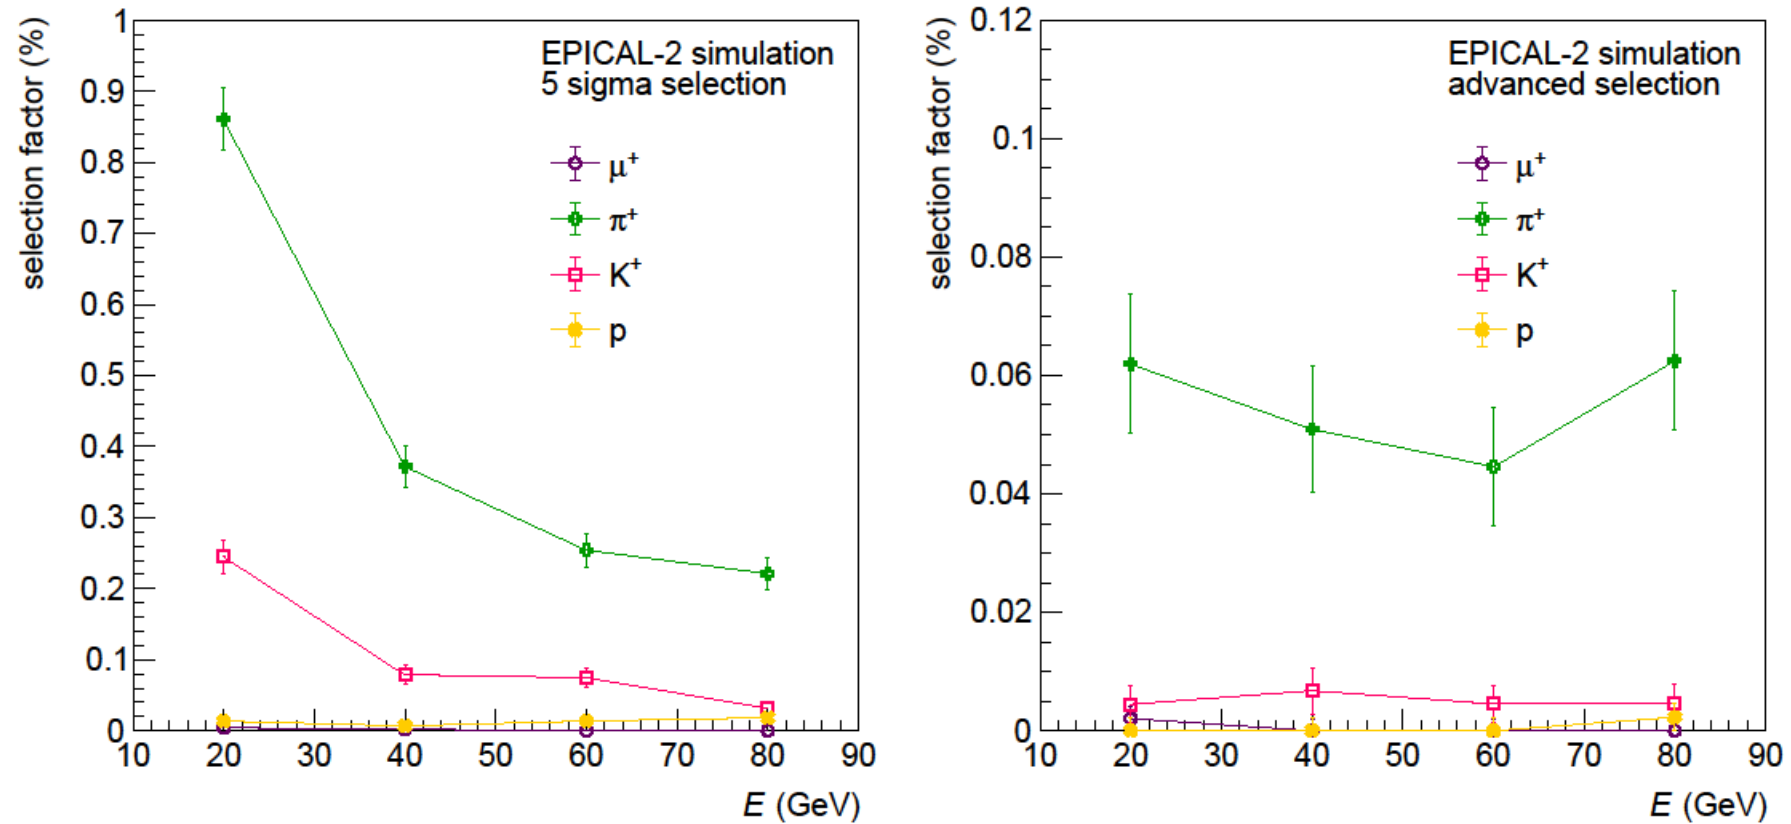 selection factor (%)
1
0.9
0.8
0.7
0.6
0.5
0.4
0.3
0.2
0.1
0
EPICAL-2 simulation
5 sigma selection
μ⁺
π⁺
K⁺
p
10 20 30 40 50 60 70 80 90
E (GeV)
selection factor (%)
0.12
0.1
0.08
0.06
0.04
0.02
0
EPICAL-2 simulation
advanced selection
μ⁺
π⁺
K⁺
p
10 20 30 40 50 60 70 80 90
E (GeV)